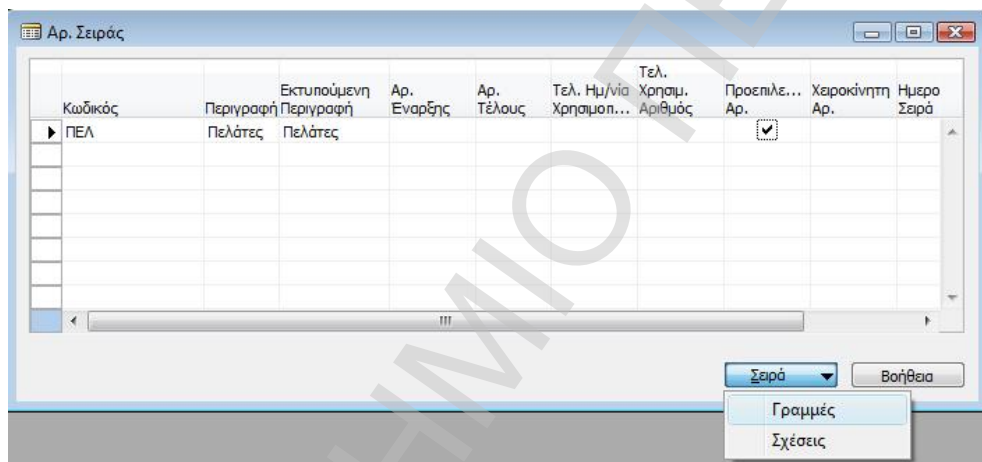 Αρ. Σειράς
Κωδικός Περιγραφή Εκτυπούμενη Περιγραφή Αρ. Έναρξης Αρ. Τέλους Τελ. Ημ/νία Χρησιμοπ... Τελ. Χρησιμ. Αριθμός Προεπιλε... Αρ. Χειροκίνητη Αρ. Ημερο Σειρά
ΠΕΛ Πελάτες Πελάτες
Σειρά Βοήθεια
Γραμμές
Σχέσεις